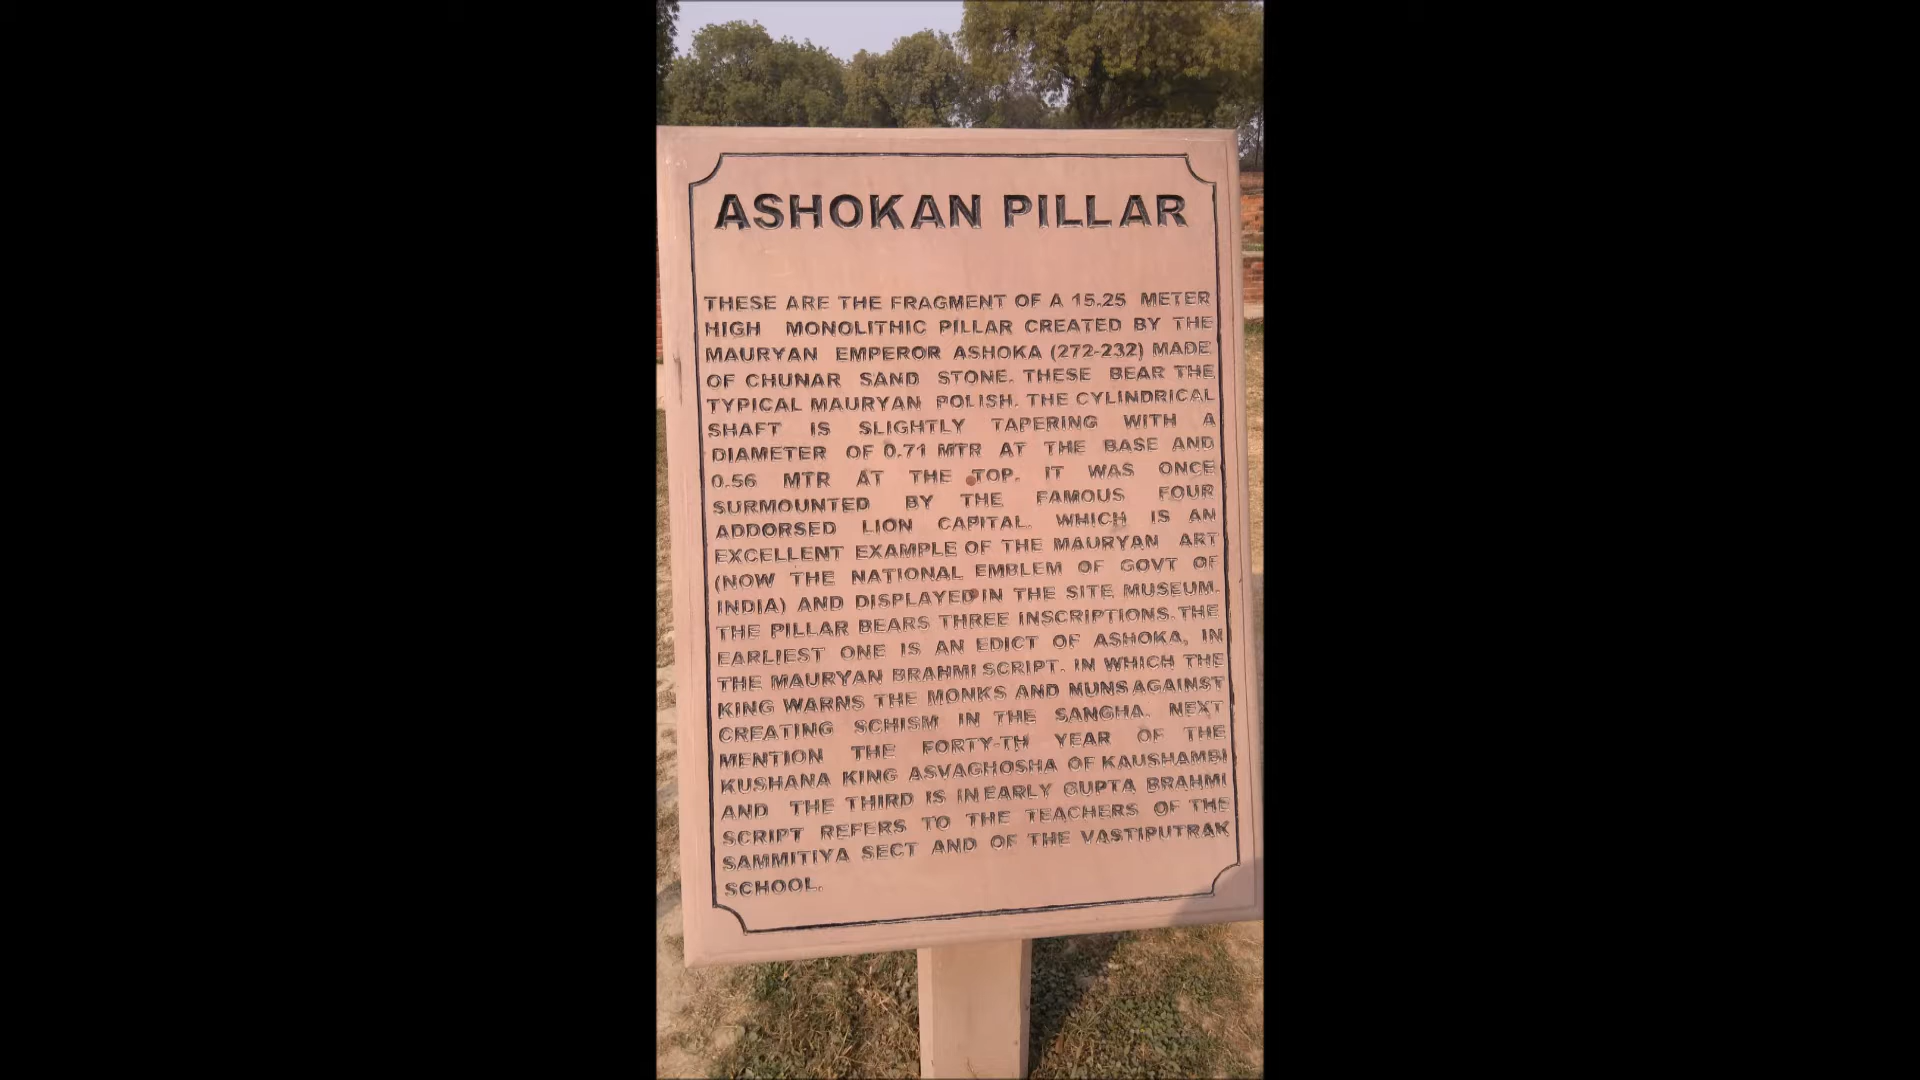 ASHOKAN PILLAR
THESE ARE THE FRAGMENT OF A 15.25 METER
HIGH MONOLITHIC PILLAR CREATED BY THE
MAURYAN EMPEROR ASHOKA (272-232) MADE
OF CHUNAR SAND STONE. THESE BEAR THE
TYPICAL MAURYAN POLISH. THE CYLINDRICAL
SHAFT IS SLIGHTLY TAPERING WITH A
DIAMETER OF 0.71 MTR AT THE BASE AND
0.56 MTR AT THE TOP. IT WAS ONCE
SURMOUNTED BY THE FAMOUS FOUR
ADDORSED LION CAPITAL. WHICH IS AN
EXCELLENT EXAMPLE OF THE MAURYAN ART
(NOW THE NATIONAL EMBLEM OF GOVT OF
INDIA) AND DISPLAYED IN THE SITE MUSEUM.
THE PILLAR BEARS THREE INSCRIPTIONS. THE
EARLIEST ONE IS AN EDICT OF ASHOKA, IN
THE MAURYAN BRAHMI SCRIPT. IN WHICH THE
KING WARNS THE MONKS AND NUNS AGAINST
CREATING SCHISM IN THE SANGHA. NEXT
MENTION THE FORTY-TH YEAR OF THE
KUSHANA KING ASVAGHOSHA OF KAUSHAMBI
AND THE THIRD IS IN EARLY GUPTA BRAHMI
SCRIPT REFERS TO THE TEACHERS OF THE
SAMMITIYA SECT AND OF THE VASTIPUTRAK
SCHOOL.